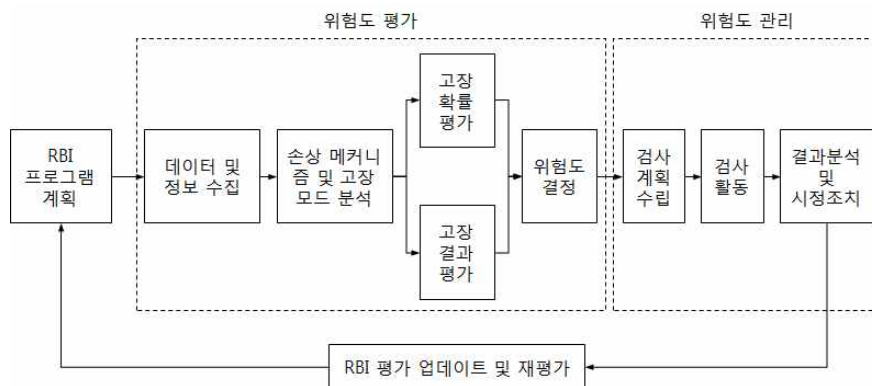 위험도 평가
위험도 관리
RBI
프로그램
계획
데이터 및
정보 수집
손상 메커니
즘 및 고장
모드 분석
고장
확률
평가
고장
결과
평가
위험도
결정
검사
계획
수립
검사
활동
결과분석
및
시정조치
RBI 평가 업데이트 및 재평가